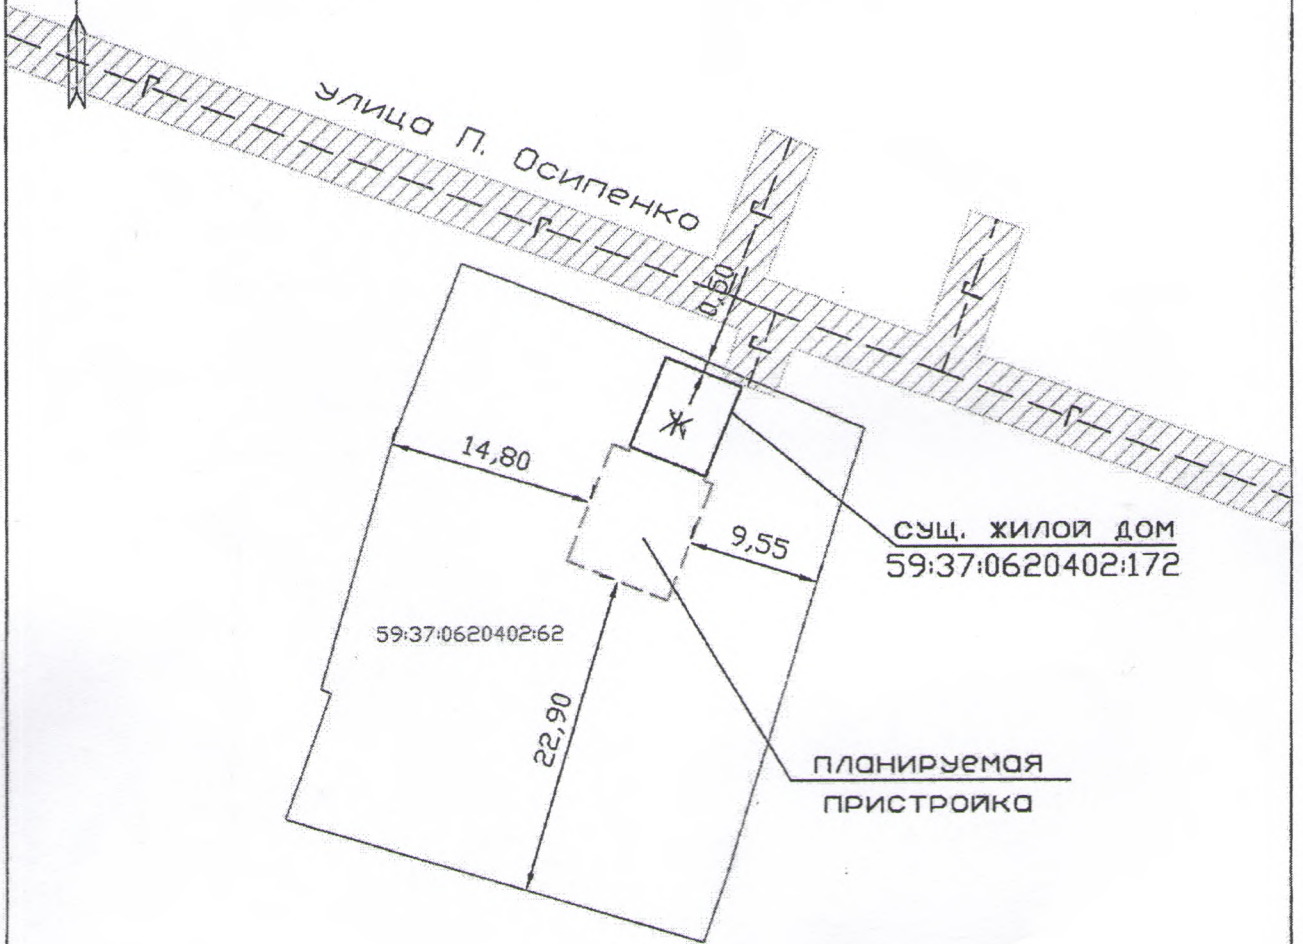 улица П. Осипенко
Г
Г
Г
Г
Г
Г
0,60
Ж
14,80
9,55
сущ. жилой дом
59:37:0620402:172
59:37:0620402:62
22,90
планируемая
пристройка